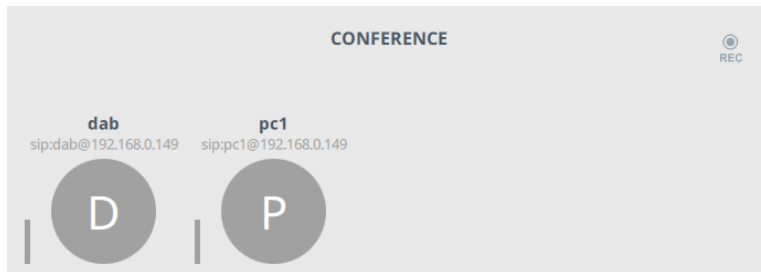 CONFERENCE
REC
dab
pc1
sip:dab@192.168.0.149
sip:pc1@192.168.0.149
D
P